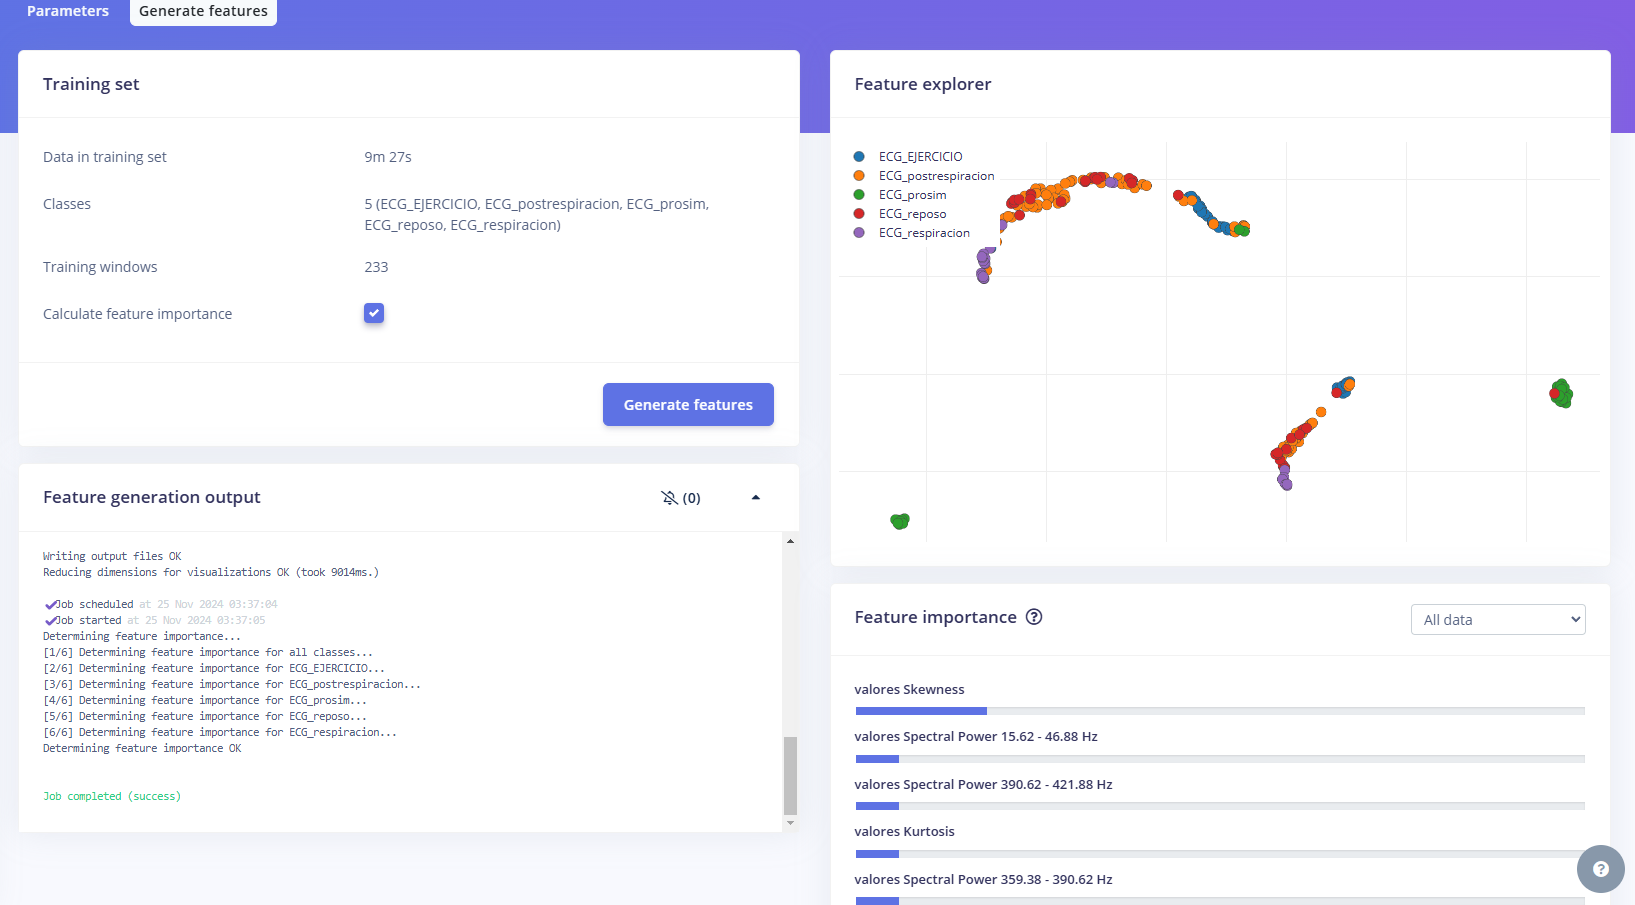 Parameters
Generate features
Training set
Data in training set 9m 27s
Classes 5 (ECG_EJERCICIO, ECG_postrespiracion, ECG_prosim,
ECG_reposo, ECG_respiracion)
Training windows 233
Calculate feature importance
Generate features
Feature generation output (0)
Writing output files OK
Reducing dimensions for visualizations OK (took 9014ms.)
Job scheduled at 25 Nov 2024 03:37:04
Job started at 25 Nov 2024 03:37:05
Determining feature importance...
[1/6] Determining feature importance for all classes...
[2/6] Determining feature importance for ECG_EJERCICIO...
[3/6] Determining feature importance for ECG_postrespiracion...
[4/6] Determining feature importance for ECG_prosim...
[5/6] Determining feature importance for ECG_reposo...
[6/6] Determining feature importance for ECG_respiracion...
Determining feature importance OK
Job completed (success)
Feature explorer
ECG_EJERCICIO
ECG_postrespiracion
ECG_prosim
ECG_reposo
ECG_respiracion
Feature importance ?
All data
valores Skewness
valores Spectral Power 15.62 - 46.88 Hz
valores Spectral Power 390.62 - 421.88 Hz
valores Kurtosis
valores Spectral Power 359.38 - 390.62 Hz
?